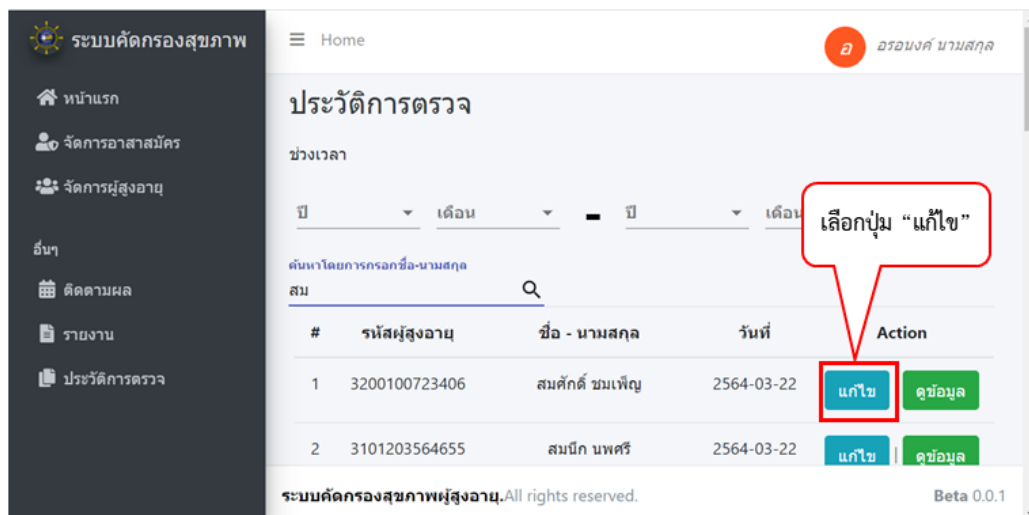 ระบบคัดกรองสุขภาพ
หน้าแรก
จัดการอาสาสมัคร
จัดการผู้สูงอายุ
อื่นๆ
ติดตามผล
รายงาน
ประวัติการตรวจ
Home
อ อรอนงค์ นามสกุล
ประวัติการตรวจ
ช่วงเวลา
ปี เดือน - ปี เดือน
เลือกปุ่ม “แก้ไข”
ค้นหาโดยการกรอกชื่อ-นามสกุล
สม
# รหัสผู้สูงอายุ ชื่อ - นามสกุล วันที่ Action
1 3200100723406 สมศักดิ์ ชมเพ็ญ 2564-03-22 แก้ไข ดูข้อมูล
2 3101203564655 สมนึก นพศรี 2564-03-22 แก้ไข | ดูข้อมูล
ระบบคัดกรองสุขภาพผู้สูงอายุ.All rights reserved. Beta 0.0.1